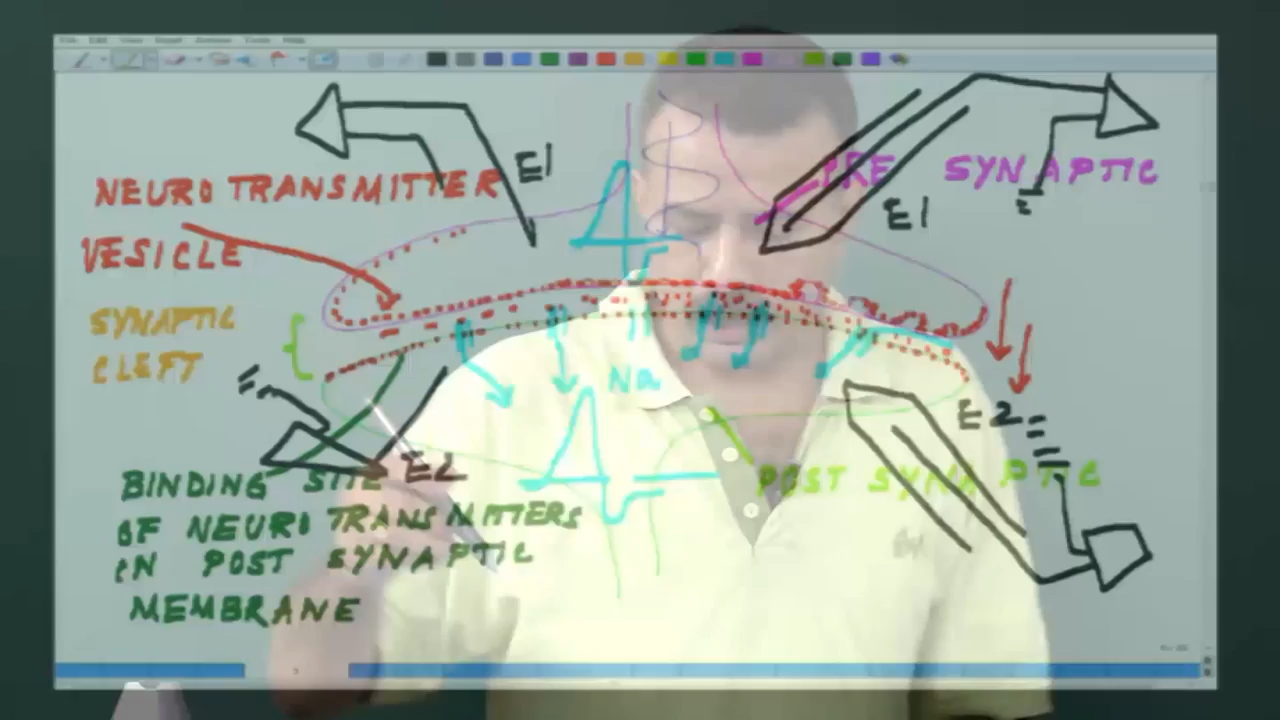 E1
PRE SYNAPTIC
NEURO TRANSMITTER
E1
VESICLE
SYNAPTIC
CLEFT
Na
E2
E2
POST SYNAPTIC
BINDING SITE
OF NEURO TRANSMITTERS
IN POST SYNAPTIC
MEMBRANE